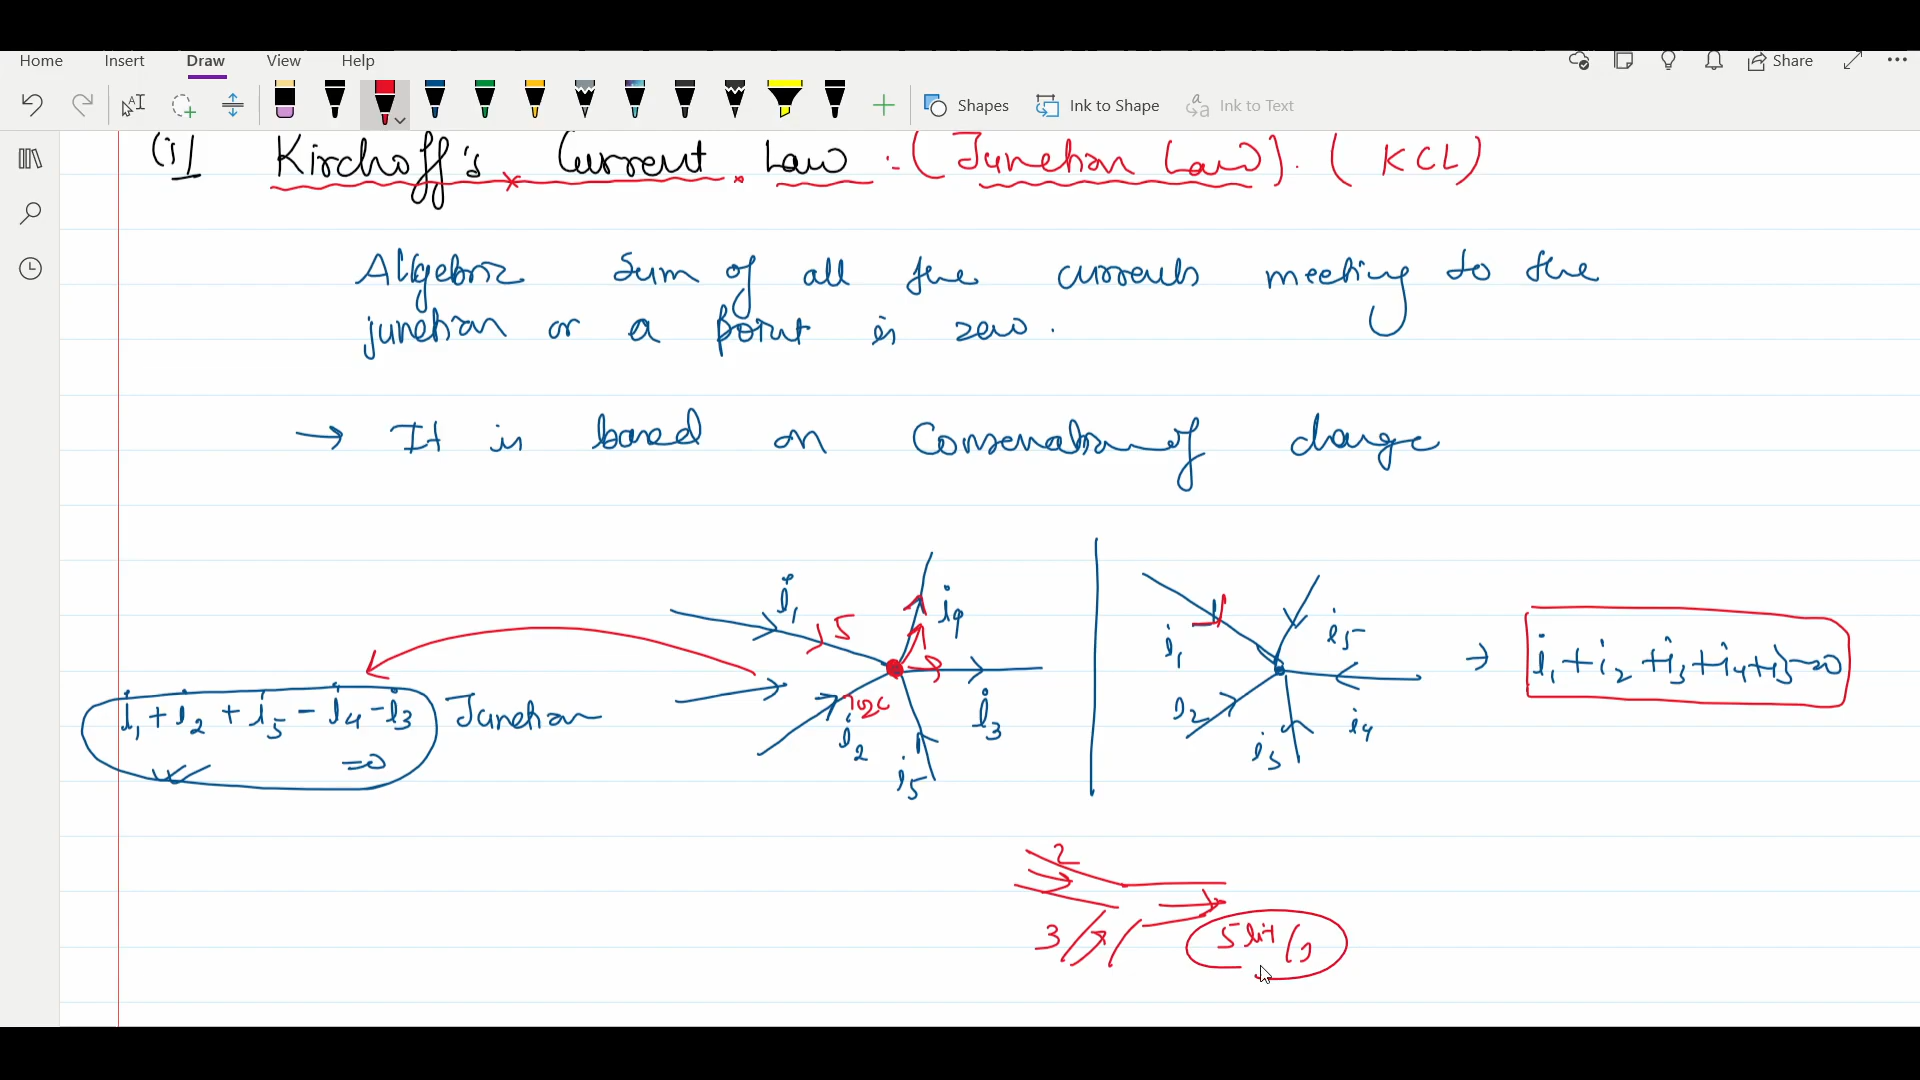 Home Insert Draw View Help Share
Shapes Ink to Shape Ink to Text
(i) Kirchoff's Current Law :- (Junction Law). (KCL)
Algebric sum of all the currents meeting to the
junction or a point is zero.
→ It is based on Conservation of charge
i₁ i₄ 5 i₃ i₂ i₅
i₁ i₅ i₂ i₃ i₄
→ i₁+i₂+i₃+i₄+i₅=0
i₁+i₂+i₅-i₄-i₃ Junction
=0
2
3
5 lit/s